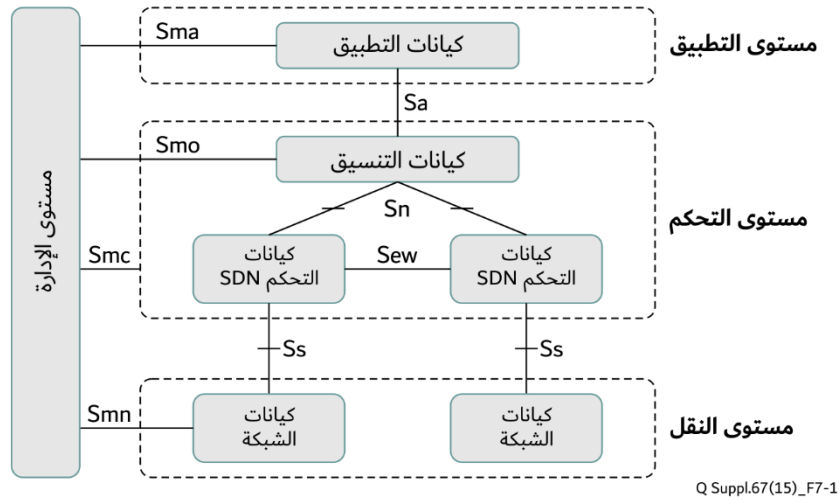 Sma
كيانات التطبيق
مستوى التطبيق
Sa
Smo
كيانات التنسيق
Sn
مستوى التحكم
مستوى الإدارة
Smc
كيانات
التحكم SDN
Sew
كيانات
التحكم SDN
Ss
Ss
Smn
كيانات
الشبكة
كيانات
الشبكة
مستوى النقل
Q Suppl.67(15)_F7-1